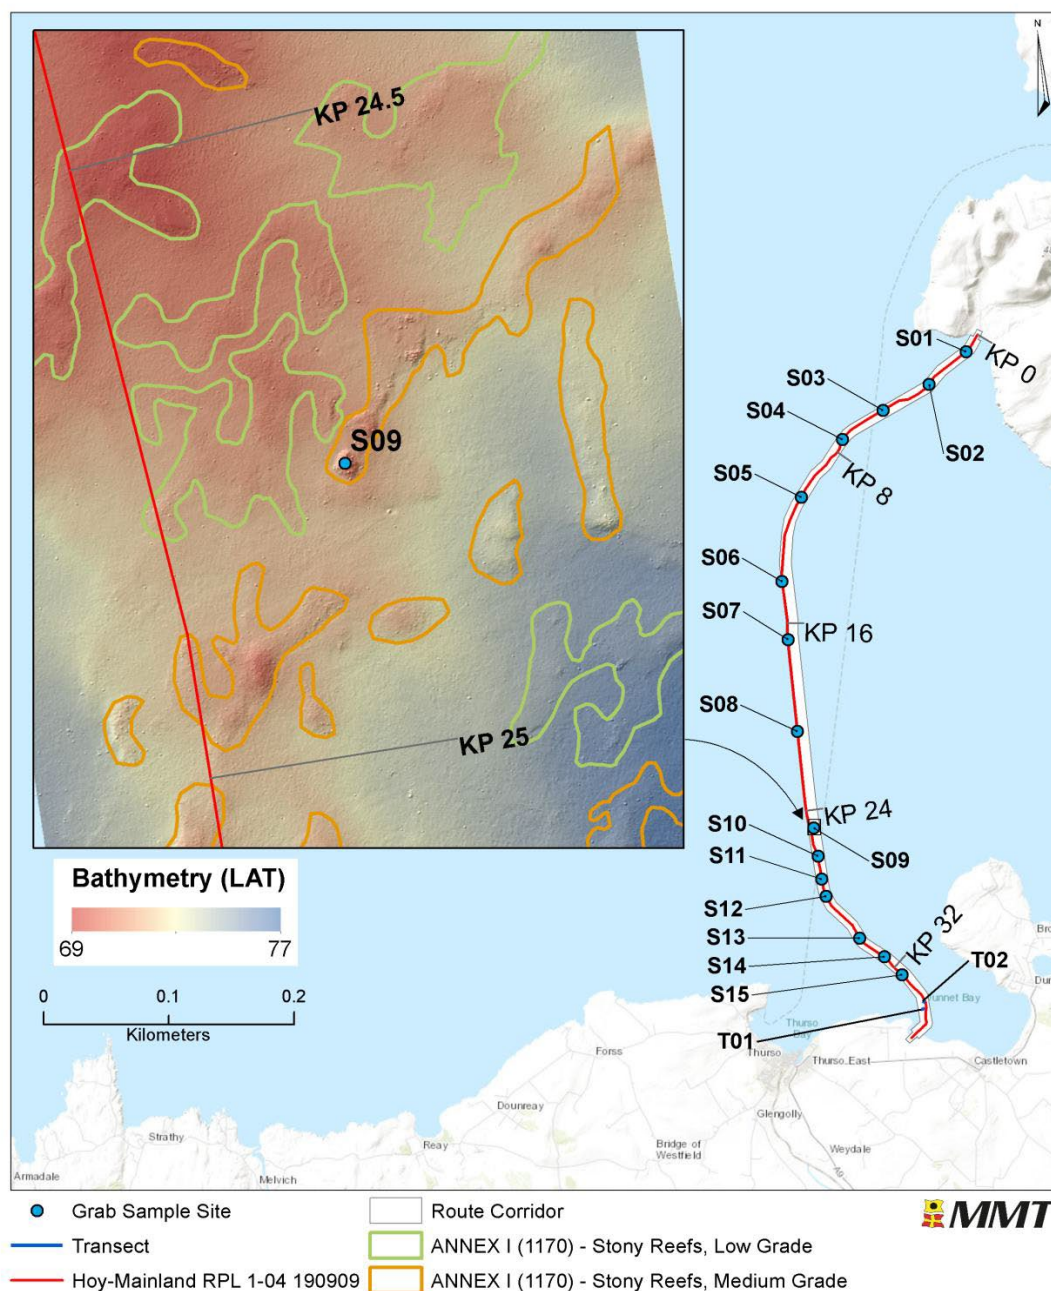 N
KP 24.5
S09
KP 25
S01
KP 0
S03
S04
S02
KP 8
S05
S06
S07
KP 16
S08
KP 24
S10
S09
S11
S12
S13
KP 32
S14
T02
S15
T01
Bathymetry (LAT)
69
77
0
0.1
0.2
Kilometers
Thurso
Bay
Thurso
Thurso East
Castletown
Forss
Dounreay
Glengolly
Strathy
Reay
Bridge of
Westfield
Weydale
Melvich
Armadale
A9
Grab Sample Site
Route Corridor
MMT
Transect
ANNEX I (1170) - Stony Reefs, Low Grade
Hoy-Mainland RPL 1-04 190909
ANNEX I (1170) - Stony Reefs, Medium Grade